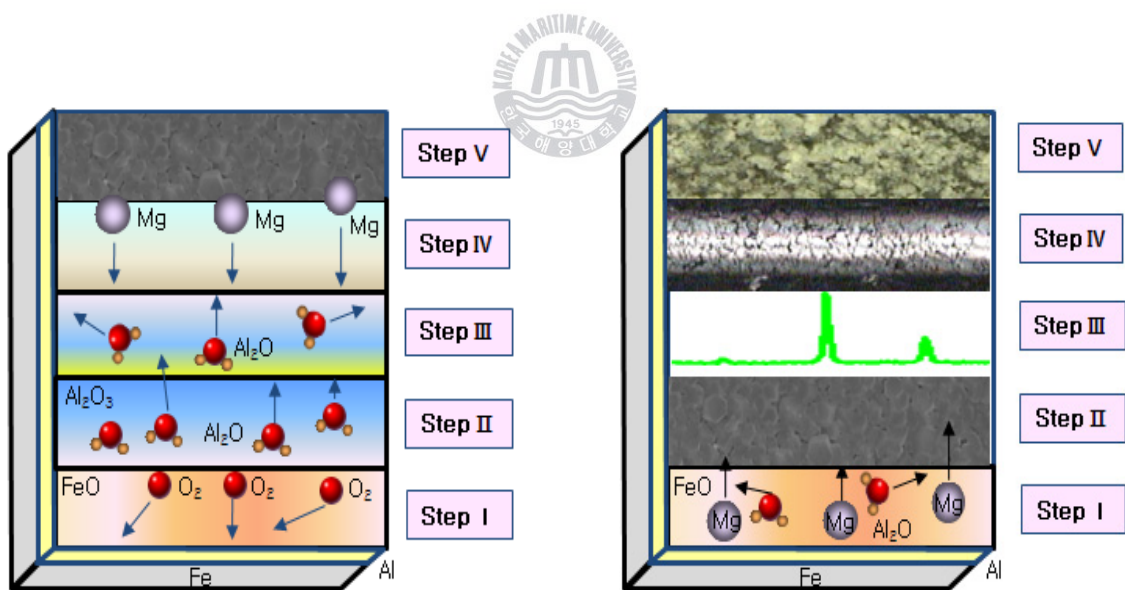 KOREA MARITIME UNIVERSITY
1945
한국해양대학교
Step Ⅴ
Mg
Mg
Mg
Step Ⅳ
Al₂O
Step Ⅲ
Al₂O₃
Al₂O
Step Ⅱ
FeO
O₂
O₂
O₂
Step Ⅰ
Fe
Al
Step Ⅴ
Step Ⅳ
Step Ⅲ
Step Ⅱ
FeO
Mg
Mg
Al₂O
Mg
Step Ⅰ
Fe
Al